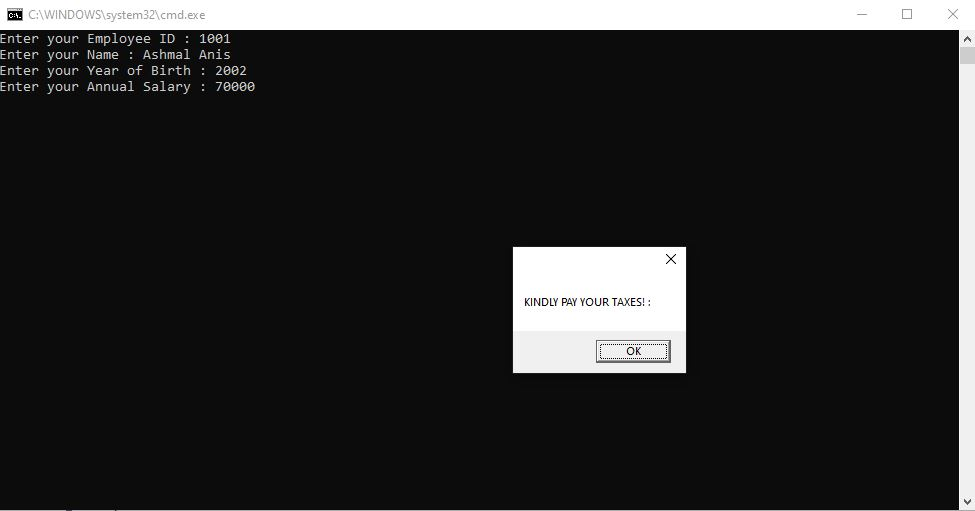 C:\WINDOWS\system32\cmd.exe
Enter your Employee ID : 1001
Enter your Name : Ashmal Anis
Enter your Year of Birth : 2002
Enter your Annual Salary : 70000
KINDLY PAY YOUR TAXES! :
OK